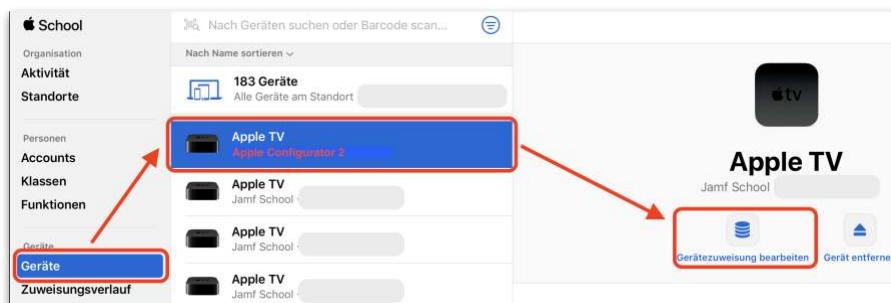 School
Organisation
Aktivität
Standorte
Personen
Accounts
Klassen
Funktionen
Geräte
Geräte
Zuweisungsverlauf
Nach Geräten suchen oder Barcode scan...
Nach Name sortieren
183 Geräte
Alle Geräte am Standort
Apple TV
Apple Configurator 2
Apple TV
Jamf School
Apple TV
Jamf School
Apple TV
Jamf School
tv
Apple TV
Jamf School
Gerätezuweisung bearbeiten
Gerät entferne